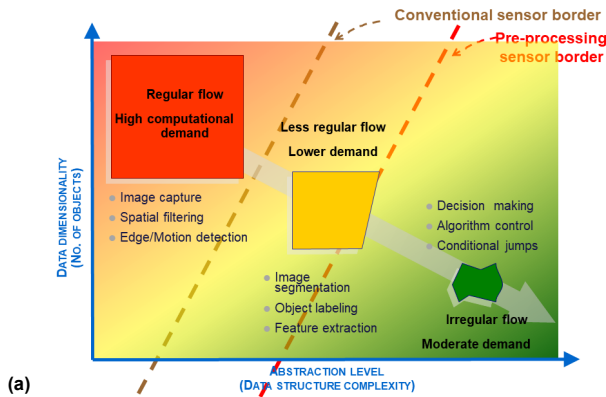 Conventional sensor border
Pre-processing
sensor border
Regular flow
High computational
demand
Less regular flow
Lower demand
Image capture
Spatial filtering
Edge/Motion detection
Decision making
Algorithm control
Conditional jumps
Image
segmentation
Object labeling
Feature extraction
Irregular flow
Moderate demand
DATA DIMENSIONALITY
(NO. OF OBJECTS)
ABSTRACTION LEVEL
(DATA STRUCTURE COMPLEXITY)
(a)